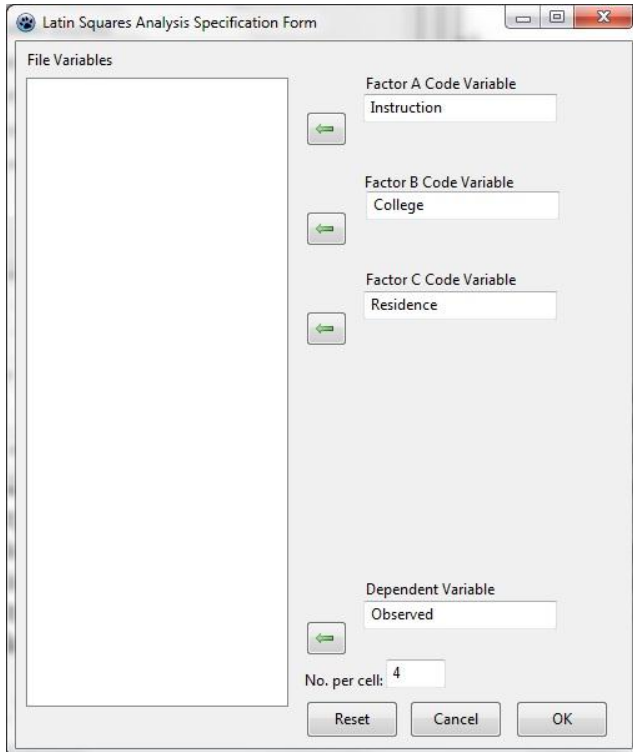 Latin Squares Analysis Specification Form
File Variables
Factor A Code Variable
Instruction
Factor B Code Variable
College
Factor C Code Variable
Residence
Dependent Variable
Observed
No. per cell: 4
Reset Cancel OK